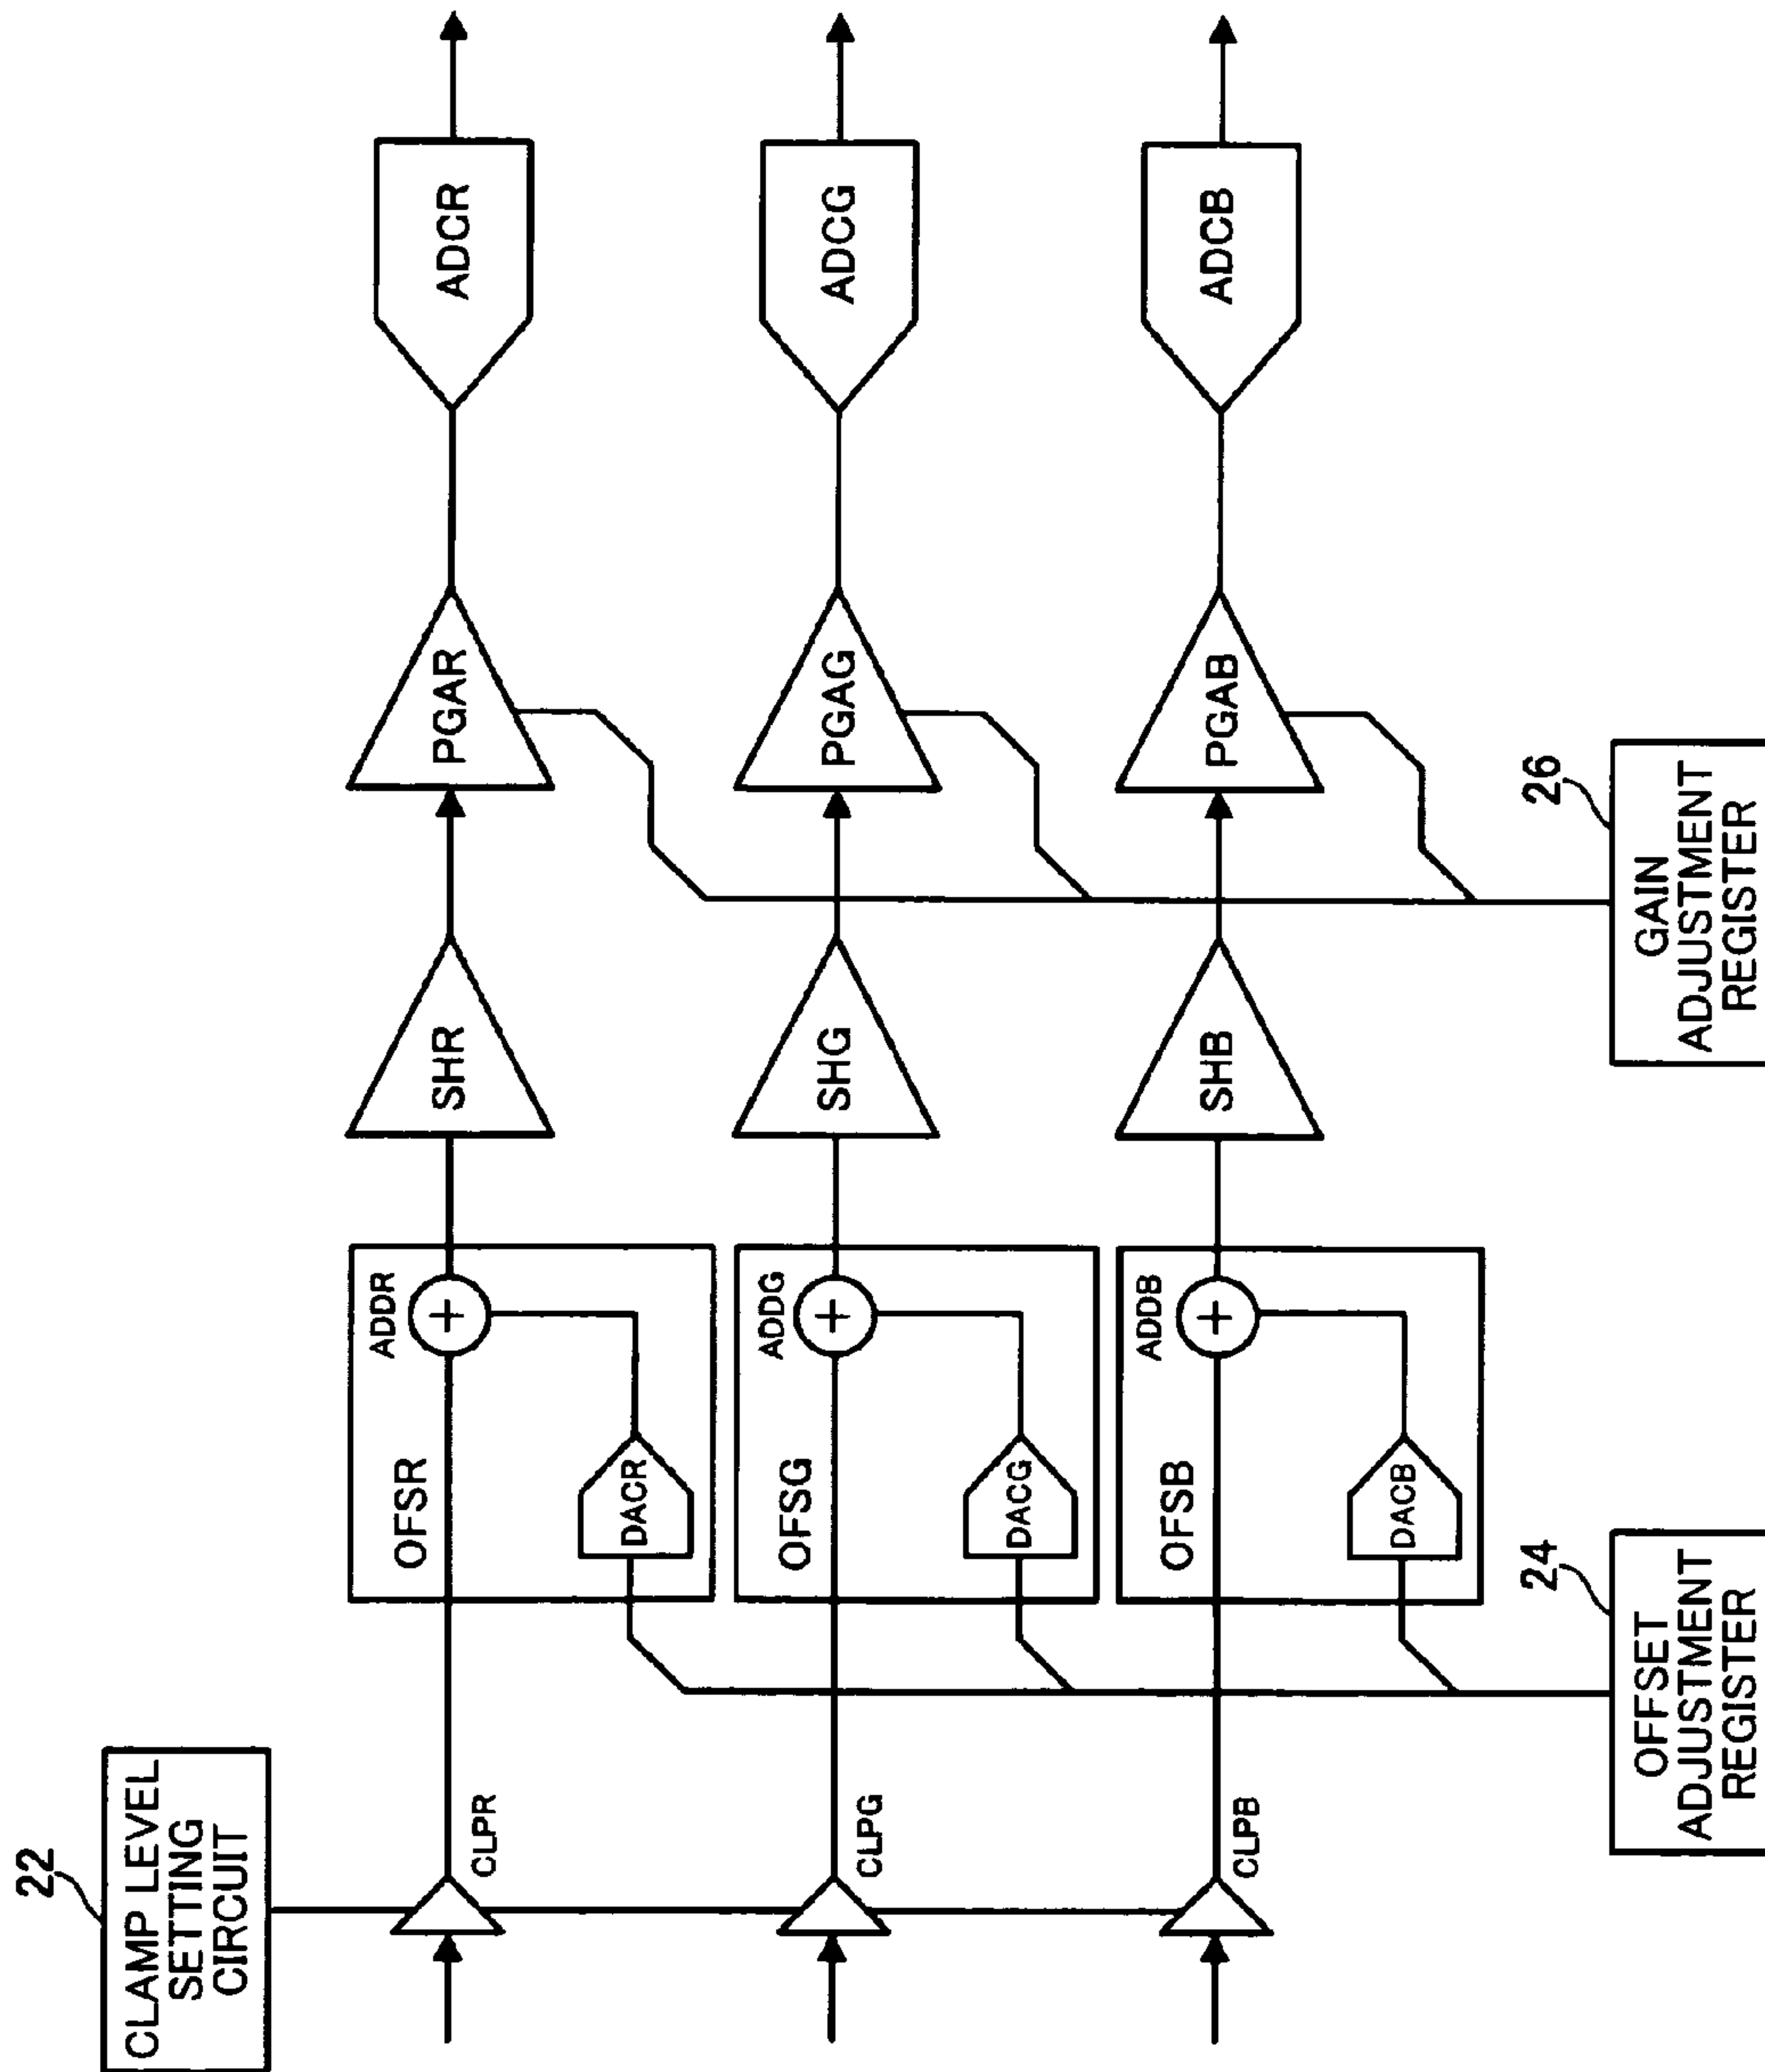 22
CLAMP LEVEL
SETTING
CIRCUIT
CLPR
OFSR
ADDR
DACR
SHR
PGAR
ADCR
CLPG
OFSG
ADDG
DACG
SHG
PGAG
ADCG
CLPB
OFSB
ADDB
DACB
SHB
PGAB
ADCB
24
OFFSET
ADJUSTMENT
REGISTER
26
GAIN
ADJUSTMENT
REGISTER